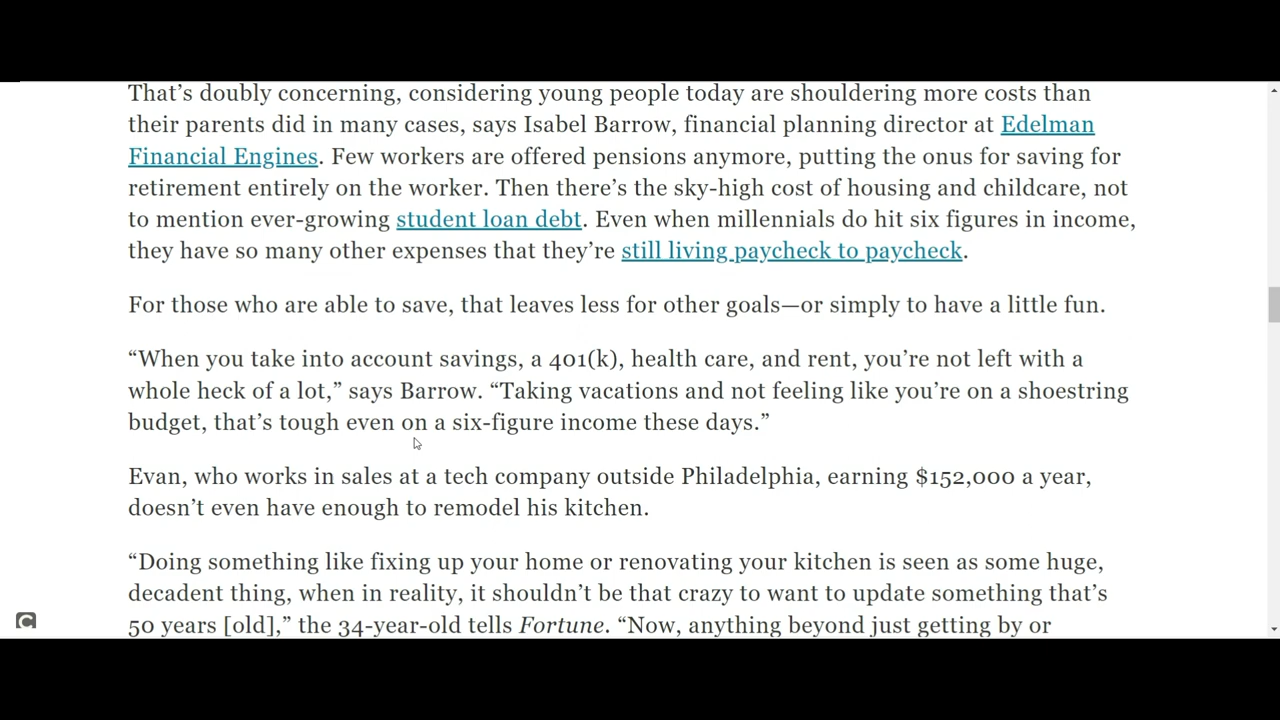 That’s doubly concerning, considering young people today are shouldering more costs than
their parents did in many cases, says Isabel Barrow, financial planning director at Edelman
Financial Engines. Few workers are offered pensions anymore, putting the onus for saving for
retirement entirely on the worker. Then there’s the sky-high cost of housing and childcare, not
to mention ever-growing student loan debt. Even when millennials do hit six figures in income,
they have so many other expenses that they’re still living paycheck to paycheck.
For those who are able to save, that leaves less for other goals—or simply to have a little fun.
“When you take into account savings, a 401(k), health care, and rent, you’re not left with a
whole heck of a lot,” says Barrow. “Taking vacations and not feeling like you’re on a shoestring
budget, that’s tough even on a six-figure income these days.”
Evan, who works in sales at a tech company outside Philadelphia, earning $152,000 a year,
doesn’t even have enough to remodel his kitchen.
“Doing something like fixing up your home or renovating your kitchen is seen as some huge,
decadent thing, when in reality, it shouldn’t be that crazy to want to update something that’s
50 years [old],” the 34-year-old tells Fortune. “Now, anything beyond just getting by or